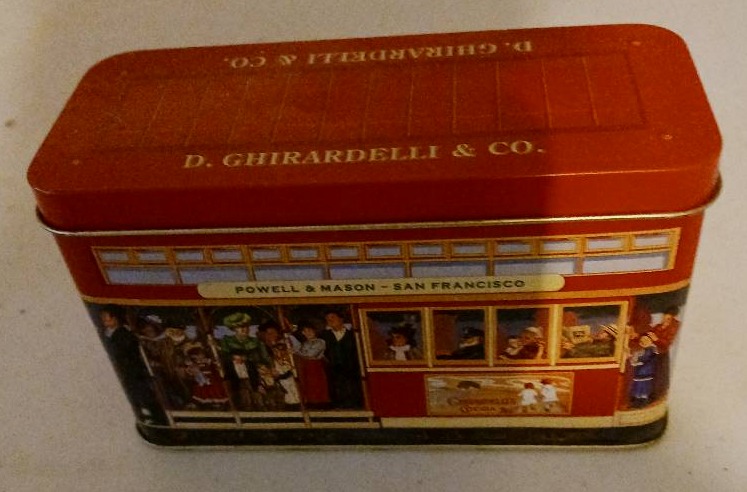 D. GHIRARDELLI & CO.
D. GHIRARDELLI & CO.
POWELL & MASON - SAN FRANCISCO